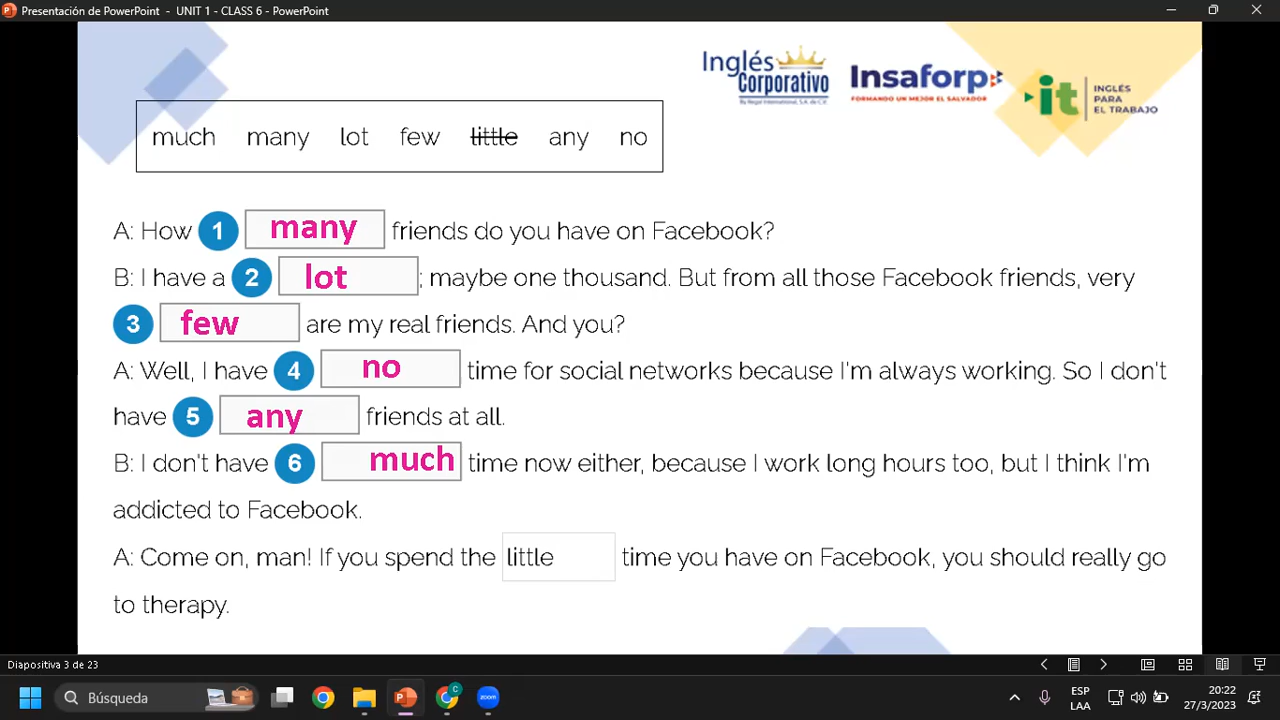 Presentación de PowerPoint - UNIT 1 - CLASS 6 - PowerPoint
Inglés
Corporativo
By Regal International, S.A. de C.V.
Insaforp
FORMANDO UN MEJOR EL SALVADOR
it
INGLÉS
PARA
EL TRABAJO
much many lot few little any no
A: How 1 many friends do you have on Facebook?
B: I have a 2 lot ; maybe one thousand. But from all those Facebook friends, very
3 few are my real friends. And you?
A: Well, I have 4 no time for social networks because I'm always working. So I don't
have 5 any friends at all.
B: I don't have 6 much time now either, because I work long hours too, but I think I'm
addicted to Facebook.
A: Come on, man! If you spend the little time you have on Facebook, you should really go
to therapy.
Diapositiva 3 de 23
Búsqueda
C
zoom
ESP
LAA
20:22
27/3/2023